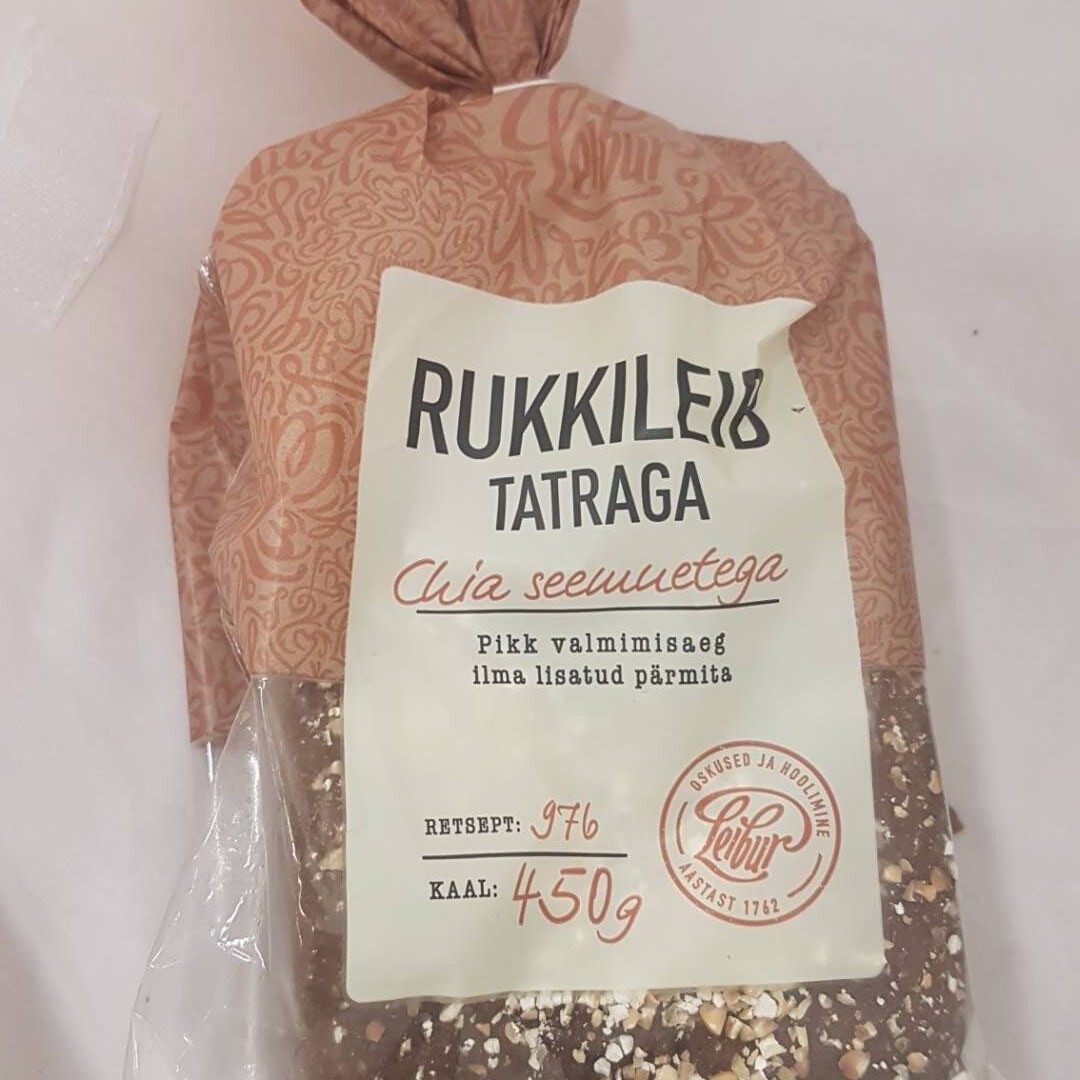 Leibur
RUKKILEIB
TATRAGA
Chia seemnetega
Pikk valmimisaeg
ilma lisatud pärmita
RETSEPT: 976
KAAL: 450g
OSKUSED JA HOOLIMINE
Leibur
AASTAST 1762